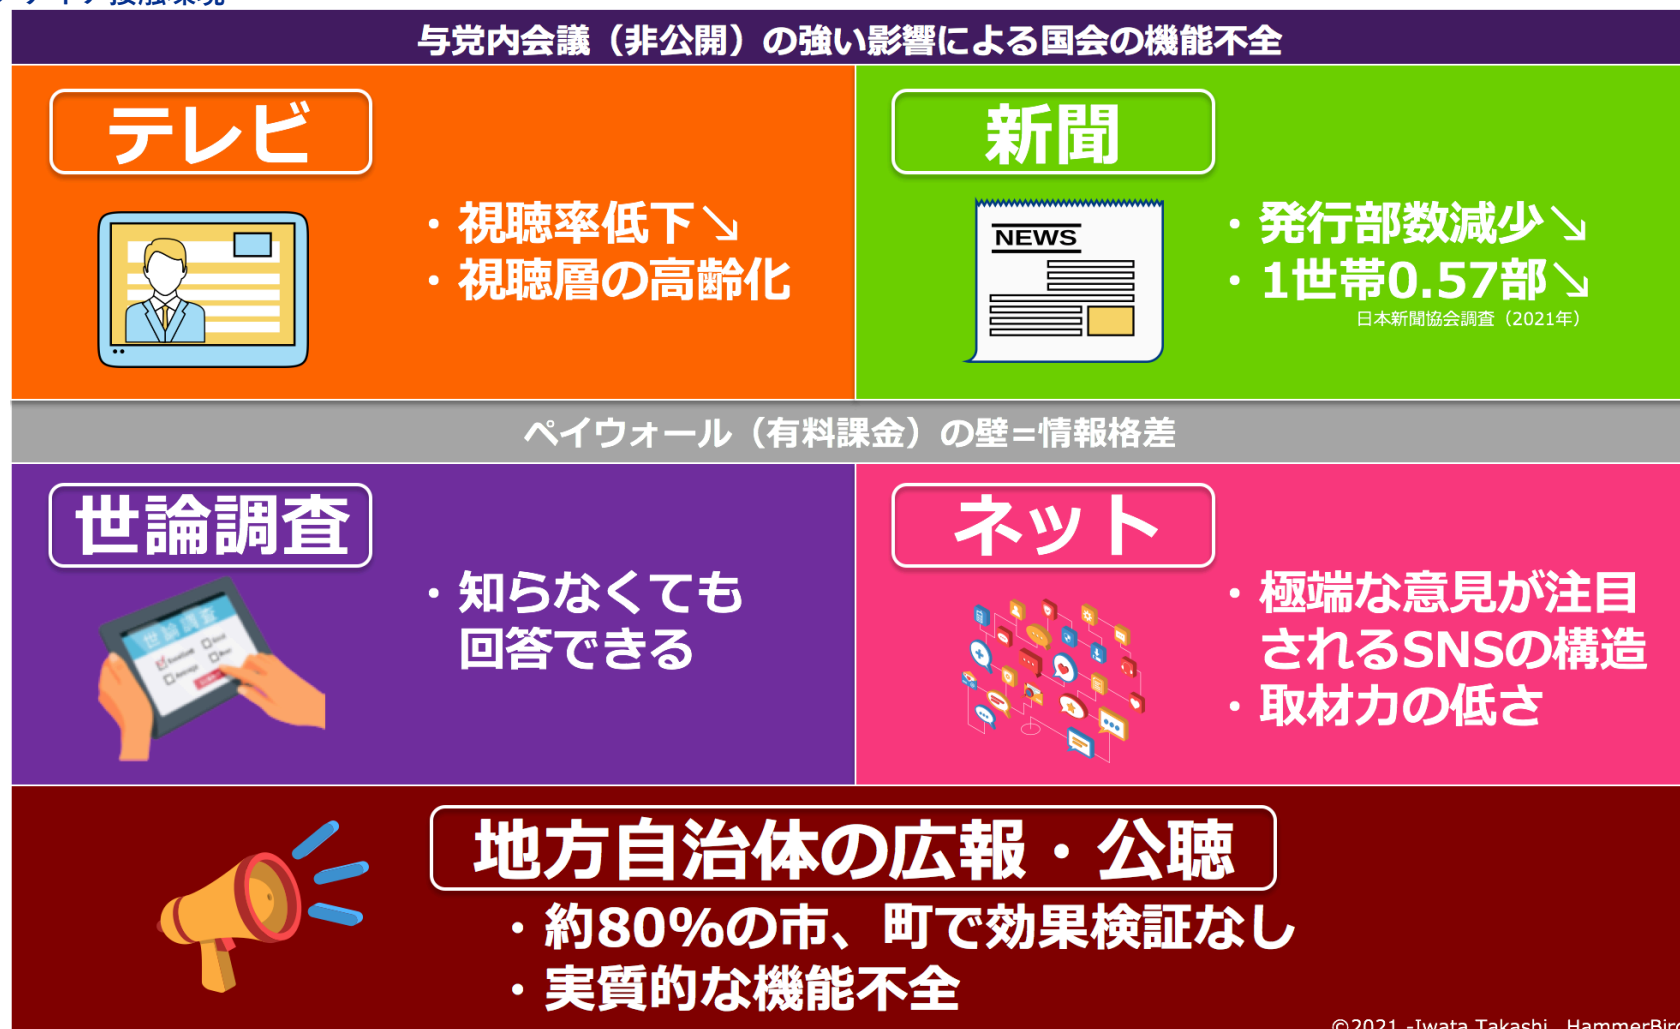 与党内会議（非公開）の強い影響による国会の機能不全
テレビ
・視聴率低下↘
・視聴層の高齢化
新聞
NEWS
・発行部数減少↘
・1世帯0.57部↘
日本新聞協会調査（2021年）
ペイウォール（有料課金）の壁=情報格差
世論調査
世論調査
・知らなくても
回答できる
ネット
・極端な意見が注目
されるSNSの構造
・取材力の低さ
地方自治体の広報・公聴
・約80%の市、町で効果検証なし
・実質的な機能不全
©2021 -Iwata Takashi